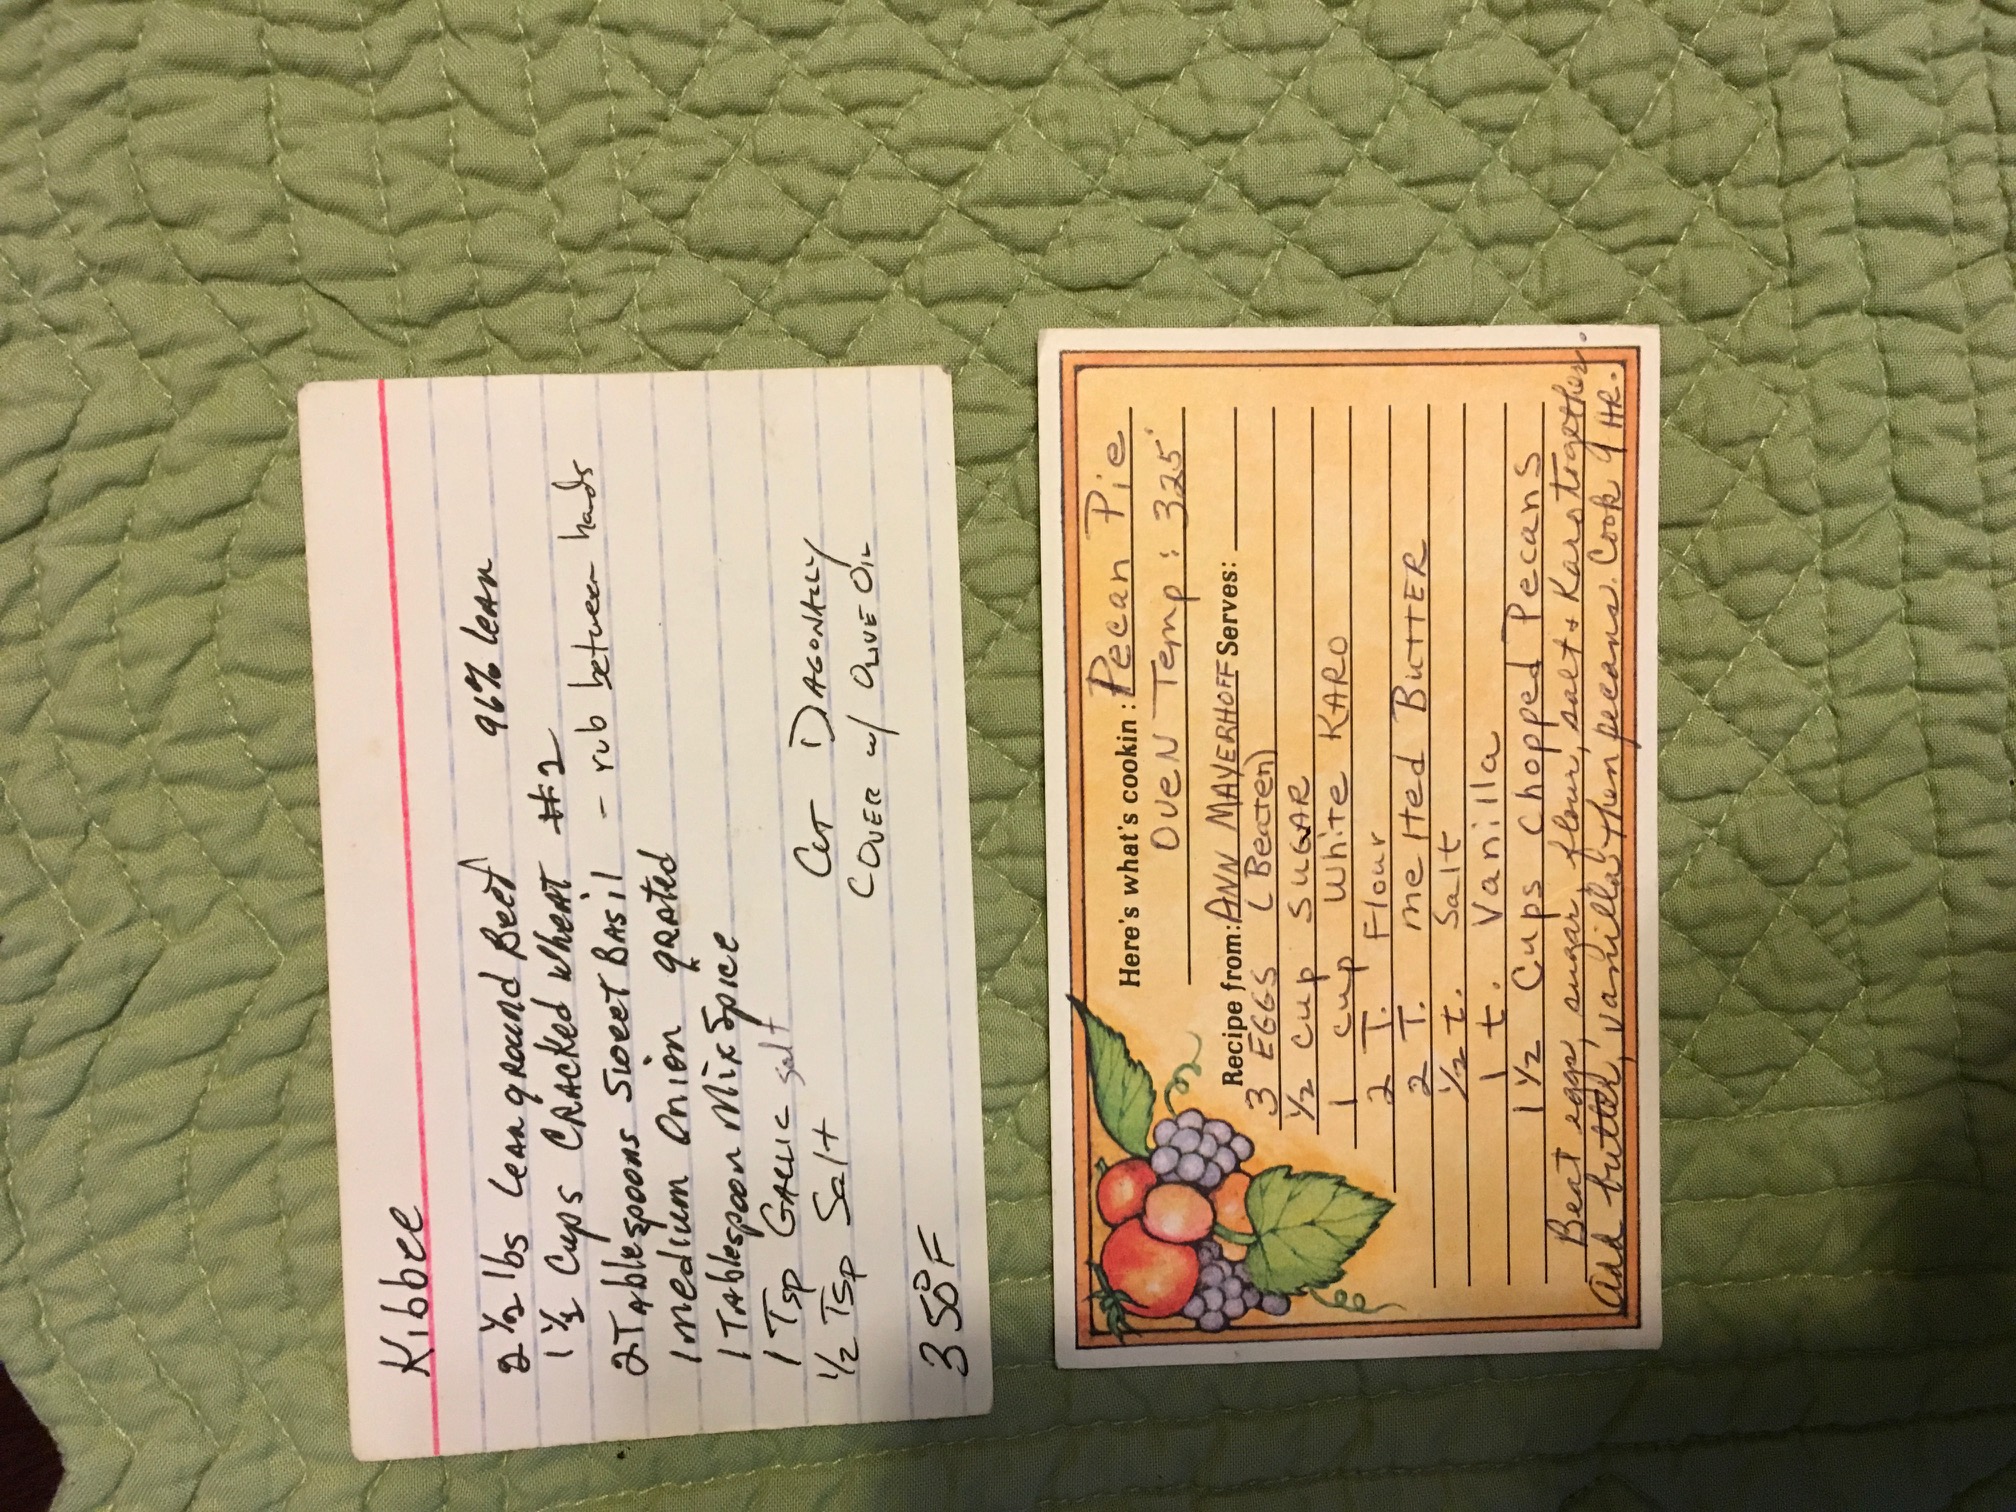 Kibbee
2 1/2 lbs Lean ground Beef 96% lean
1 1/2 Cups Cracked Wheat #2
2 Tablespoons Sweet Basil - rub between hands
1 medium Onion grated
1 Tablespoon Mix Spice
1 Tsp Garlic salt
1/2 Tsp Salt
Cut Diagonally
Cover w/ Olive Oil
350°F
Here's what's cookin: Pecan Pie
Oven Temp: 325°
Recipe from: Ann Mayerhoff Serves:
3 EGGS (Beaten)
1/2 cup SUGAR
1 cup White KARO
2 T. Flour
2 T. melted BUTTER
1/2 t. Salt
1 t. Vanilla
1 1/2 Cups chopped Pecans
Beat eggs, sugar, flour, salt & Karo together.
Add butter, vanilla then pecans. Cook 1 HR.